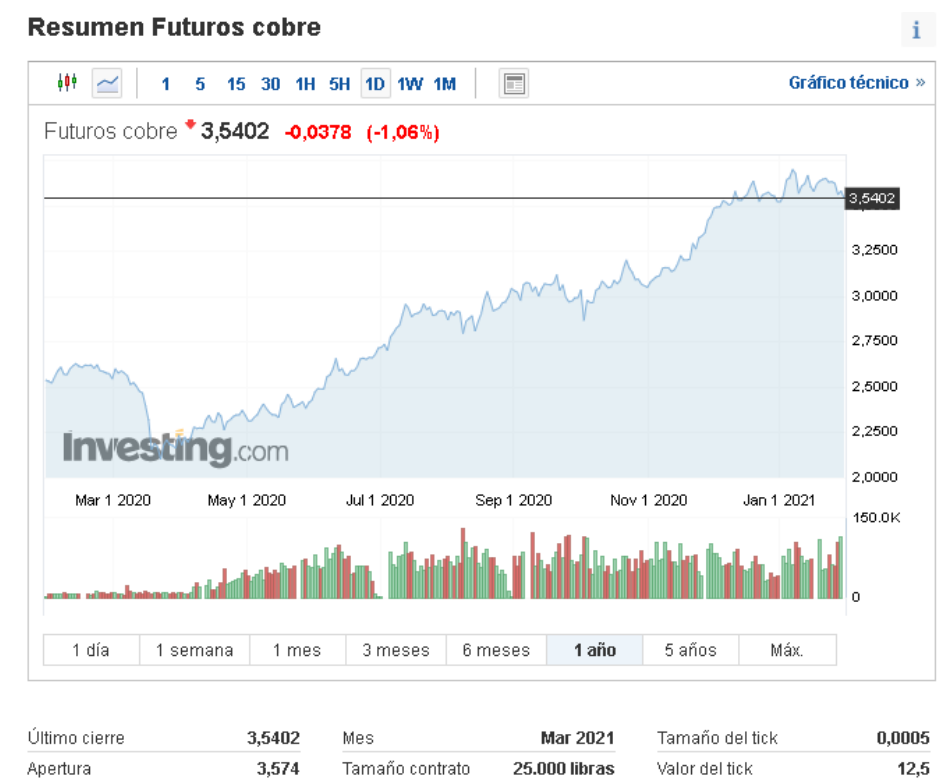 Resumen Futuros cobre
i
1 5 15 30 1H 5H 1D 1W 1M
Gráfico técnico »
Futuros cobre 3,5402 -0,0378 (-1,06%)
3,5402
3,2500
3,0000
2,7500
2,5000
2,2500
2,0000
Investing.com
Mar 1 2020 May 1 2020 Jul 1 2020 Sep 1 2020 Nov 1 2020 Jan 1 2021
150.0K
0
1 día 1 semana 1 mes 3 meses 6 meses 1 año 5 años Máx.
Último cierre 3,5402 Mes Mar 2021 Tamaño del tick 0,0005
Apertura 3,574 Tamaño contrato 25.000 libras Valor del tick 12,5